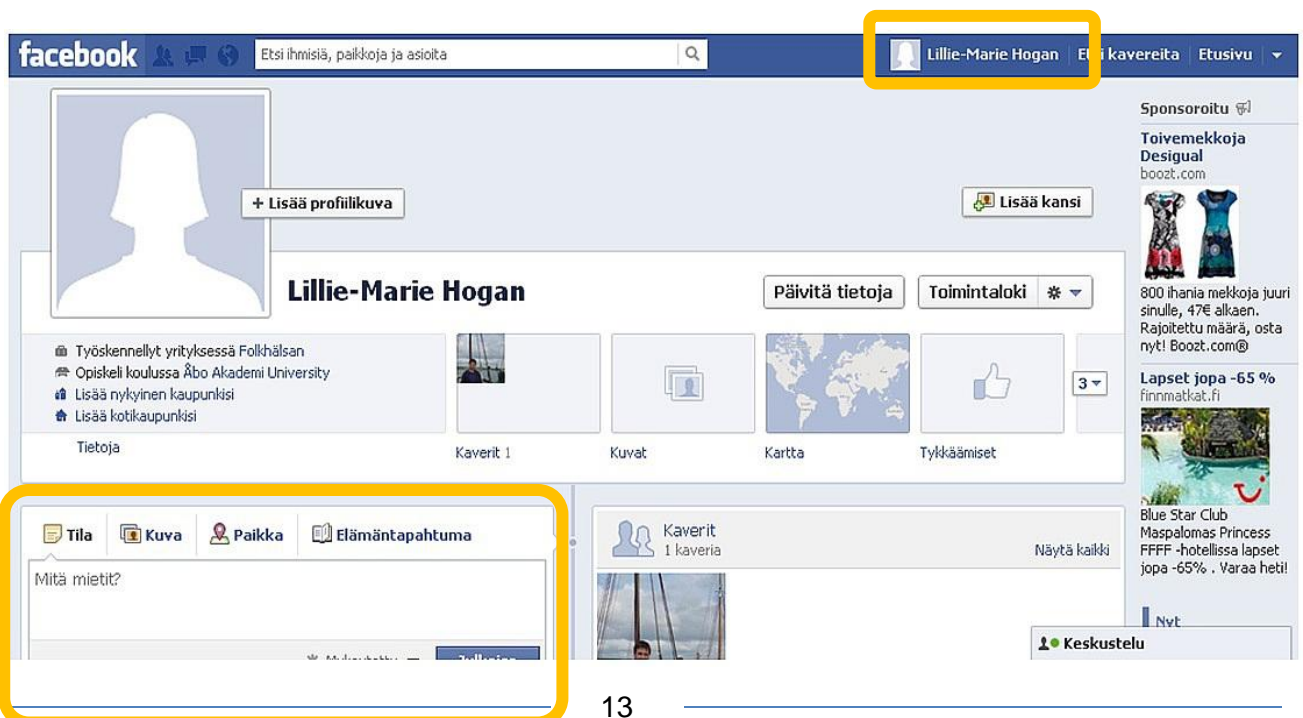 facebook
Etsi ihmisiä, paikkoja ja asioita
Lillie-Marie Hogan
kavereita
Etusivu
Sponsoroitu
Toivemekkoja
Desigual
boozt.com
+ Lisää profiilikuva
Lisää kansi
800 ihania mekkoja juuri
sinulle, 47€ alkaen.
Rajoitettu määrä, osta
nyt! Boozt.com®
Lillie-Marie Hogan
Päivitä tietoja
Toimintaloki
Työskennellyt yrityksessä Folkhälsan
Opiskeli koulussa Åbo Akademi University
Lisää nykyinen kaupunkisi
Lisää kotikaupunkisi
Tietoja
Kaverit 1
Kuvat
Kartta
Tykkäämiset
3
Lapset jopa -65 %
finnmatkat.fi
Blue Star Club
Maspalomas Princess
FFFF -hotellissa lapset
jopa -65% . Varaa heti!
Tila
Kuva
Paikka
Elämäntapahtuma
Mitä mietit?
Kaverit
1 kaveria
Näytä kaikki
Nyt
Keskustelu
13